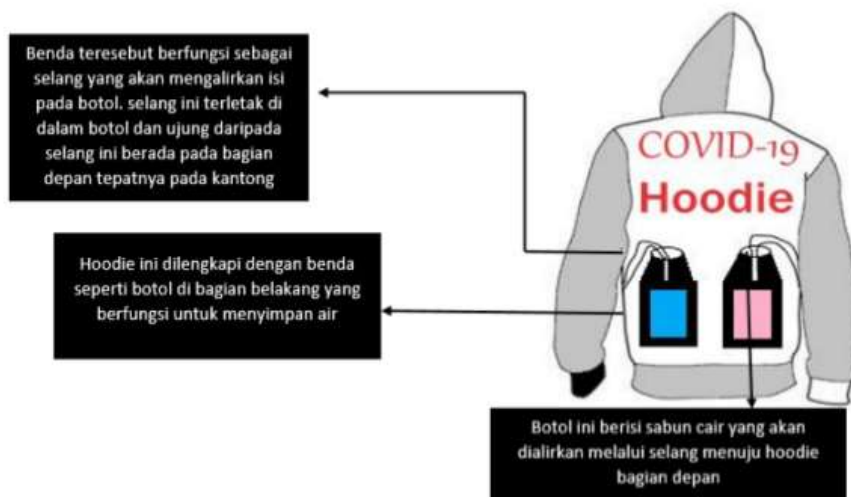 Benda teresebut berfungsi sebagai
selang yang akan mengalirkan isi
pada botol. selang ini terletak di
dalam botol dan ujung daripada
selang ini berada pada bagian
depan tepatnya pada kantong
COVID-19
Hoodie
Hoodie ini dilengkapi dengan benda
seperti botol di bagian belakang yang
berfungsi untuk menyimpan air
Botol ini berisi sabun cair yang akan
dialirkan melalui selang menuju hoodie
bagian depan